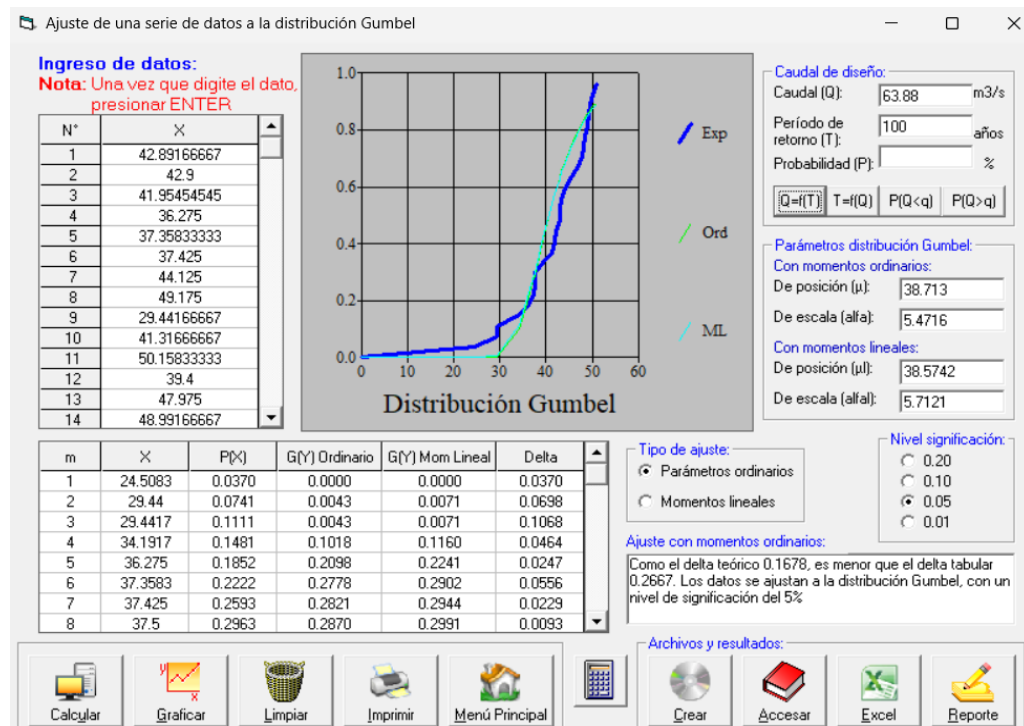 Ajuste de una serie de datos a la distribución Gumbel
Ingreso de datos:
Nota: Una vez que digite el dato,
presionar ENTER
N° X
1 42.89166667
2 42.9
3 41.95454545
4 36.275
5 37.35833333
6 37.425
7 44.125
8 49.175
9 29.44166667
10 41.31666667
11 50.15833333
12 39.4
13 47.975
14 48.99166667
1.0
0.8
0.6
0.4
0.2
0.0
0 10 20 30 40 50 60
Distribución Gumbel
Exp
Ord
ML
Caudal de diseño:
Caudal (Q): 63.88 m3/s
Período de
retorno (T): 100 años
Probabilidad (P): %
Q=f(T) T=f(Q) P(Q<q) P(Q>q)
Parámetros distribución Gumbel:
Con momentos ordinarios:
De posición (µ): 38.713
De escala (alfa): 5.4716
Con momentos lineales:
De posición (µl): 38.5742
De escala (alfal): 5.7121
m X P(X) G(Y) Ordinario G(Y) Mom Lineal Delta
1 24.5083 0.0370 0.0000 0.0000 0.0370
2 29.44 0.0741 0.0043 0.0071 0.0698
3 29.4417 0.1111 0.0043 0.0071 0.1068
4 34.1917 0.1481 0.1018 0.1160 0.0464
5 36.275 0.1852 0.2098 0.2241 0.0247
6 37.3583 0.2222 0.2778 0.2902 0.0556
7 37.425 0.2593 0.2821 0.2944 0.0229
8 37.5 0.2963 0.2870 0.2991 0.0093
Tipo de ajuste:
Parámetros ordinarios
Momentos lineales
Nivel significación:
0.20
0.10
0.05
0.01
Ajuste con momentos ordinarios:
Como el delta teórico 0.1678, es menor que el delta tabular
0.2667. Los datos se ajustan a la distribución Gumbel, con un
nivel de significación del 5%
Archivos y resultados:
Calcular Graficar Limpiar Imprimir Menú Principal Crear Accesar Excel Reporte